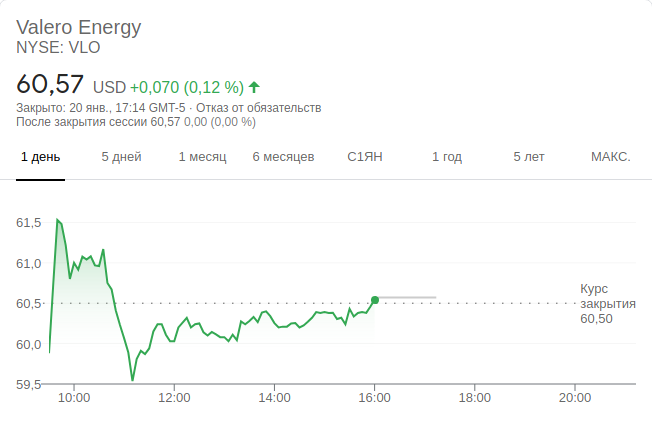 Valero Energy
NYSE: VLO
60,57 USD +0,070 (0,12 %)
Закрыто: 20 янв., 17:14 GMT-5 · Отказ от обязательств
После закрытия сессии 60,57 0,00 (0,00 %)
1 день 5 дней 1 месяц 6 месяцев С1ЯН 1 год 5 лет МАКС.
61,5
61,0
60,5
60,0
59,5
Курс
закрытия
60,50
10:00 12:00 14:00 16:00 18:00 20:00